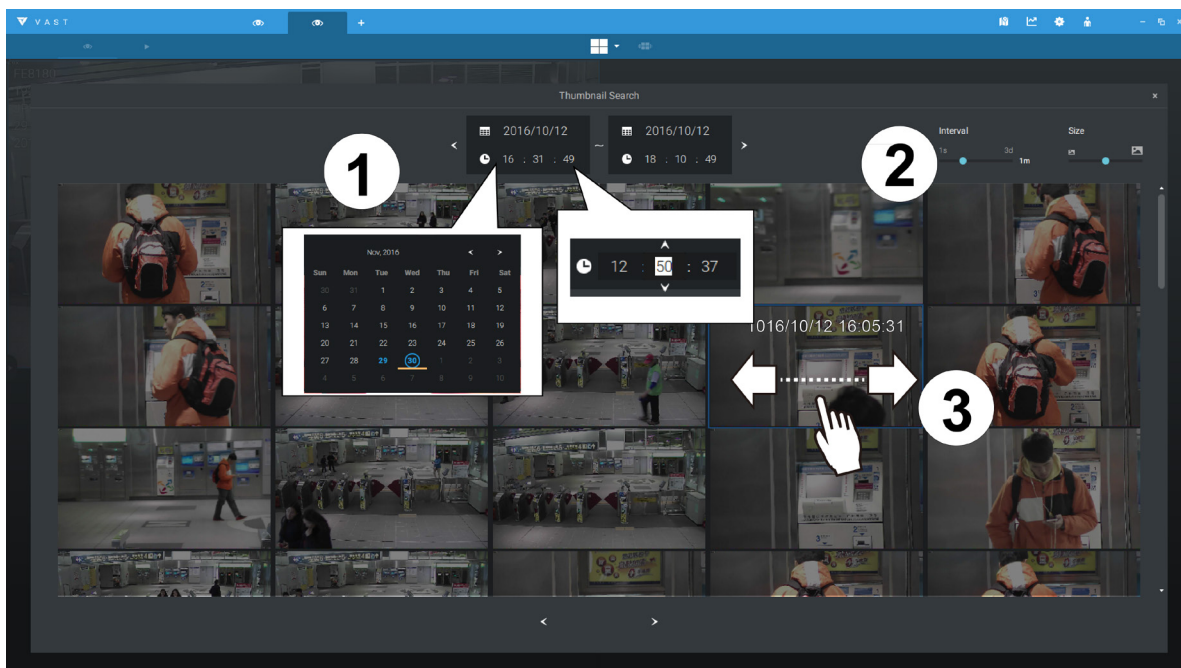 VAST
FE8180
Thumbnail Search
2016/10/12
16 : 31 : 49
~
2016/10/12
18 : 10 : 49
Interval
1s
3d
1m
Size
1
2
Nov, 2016
Sun Mon Tue Wed Thu Fri Sat
30 31 1 2 3 4 5
6 7 8 9 10 11 12
13 14 15 16 17 18 19
20 21 22 23 24 25 26
27 28 29 30 1 2 3
4 5 6 7 8 9 10
12 : 50 : 37
1016/10/12 16:05:31
3